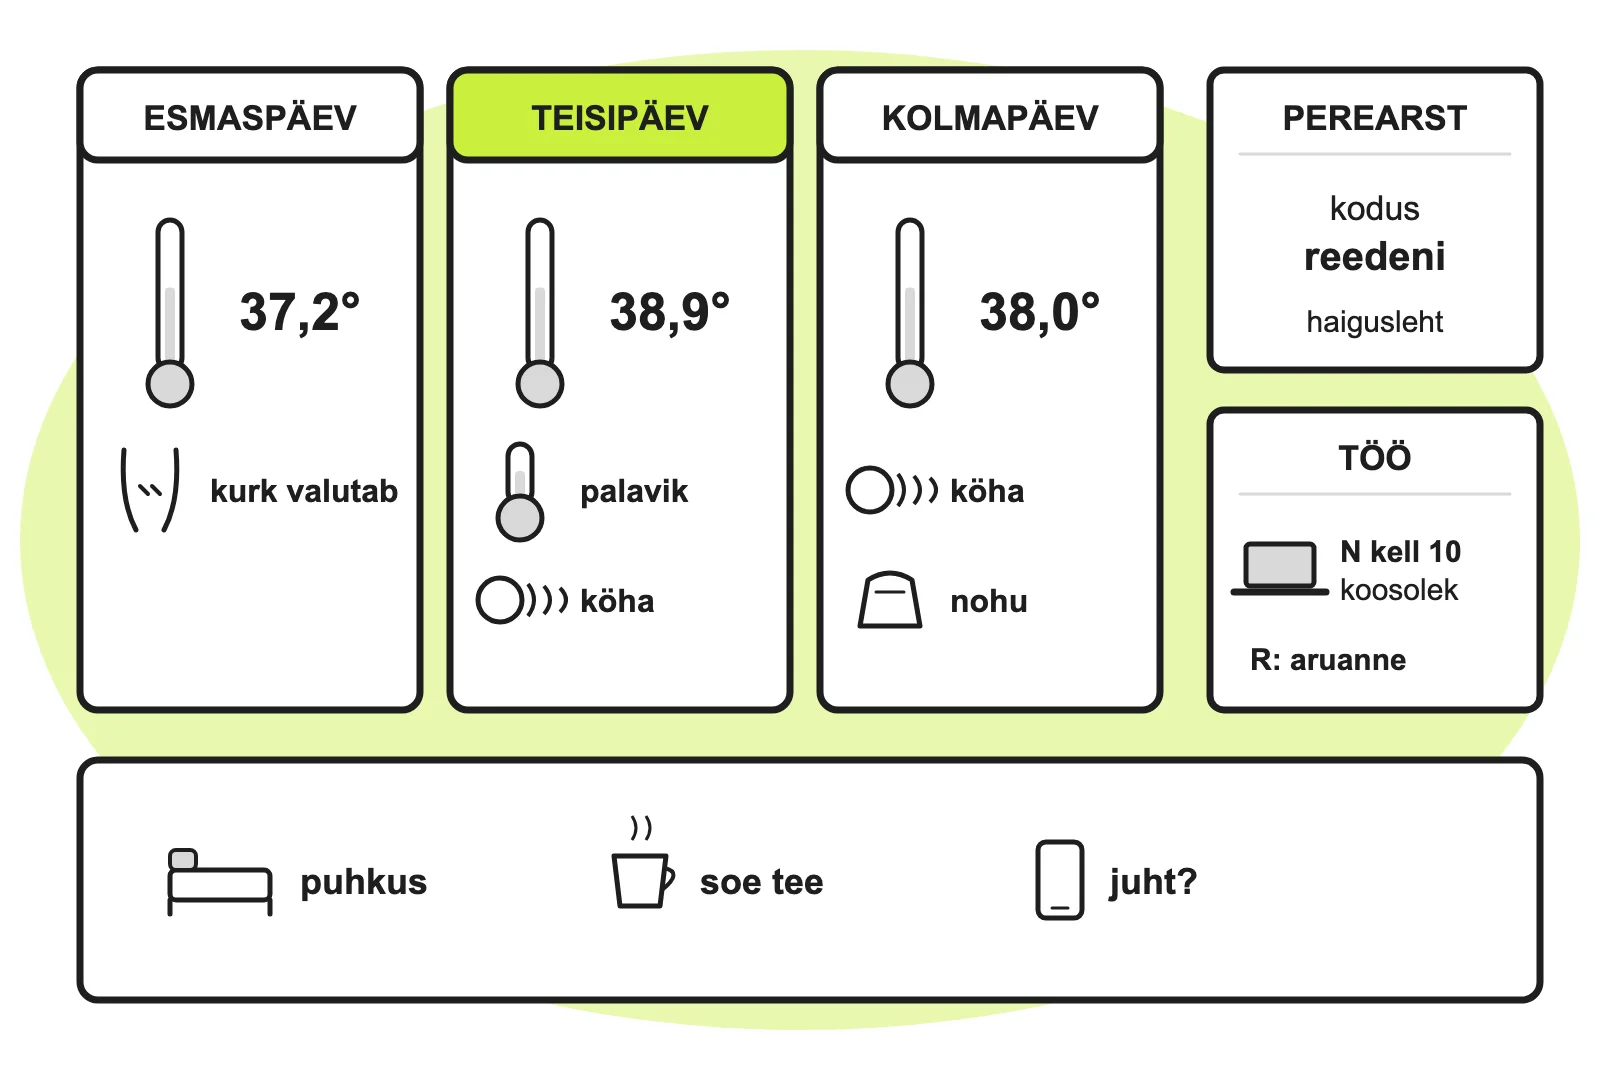 ESMASPÄEV
37,2°
kurk valutab
TEISIPÄEV
38,9°
palavik
köha
KOLMAPÄEV
38,0°
köha
nohu
PEREARST
kodus
reedeni
haigusleht
TÖÖ
N kell 10
koosolek
R: aruanne
puhkus
soe tee
juht?